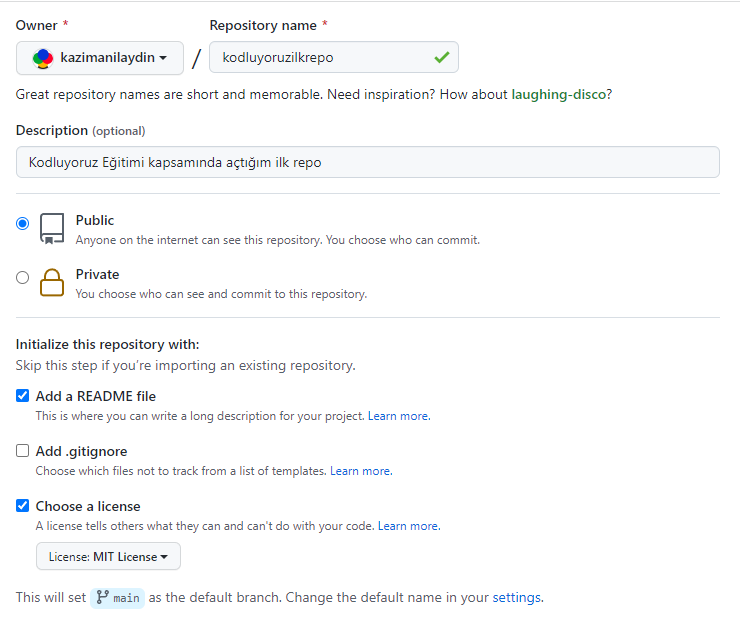 Owner * Repository name *
kazimanilaydin / kodluyoruzilkrepo
Great repository names are short and memorable. Need inspiration? How about laughing-disco?
Description (optional)
Kodluyoruz Eğitimi kapsamında açtığım ilk repo
Public
Anyone on the internet can see this repository. You choose who can commit.
Private
You choose who can see and commit to this repository.
Initialize this repository with:
Skip this step if you're importing an existing repository.
Add a README file
This is where you can write a long description for your project. Learn more.
Add .gitignore
Choose which files not to track from a list of templates. Learn more.
Choose a license
A license tells others what they can and can't do with your code. Learn more.
License: MIT License
This will set main as the default branch. Change the default name in your settings.